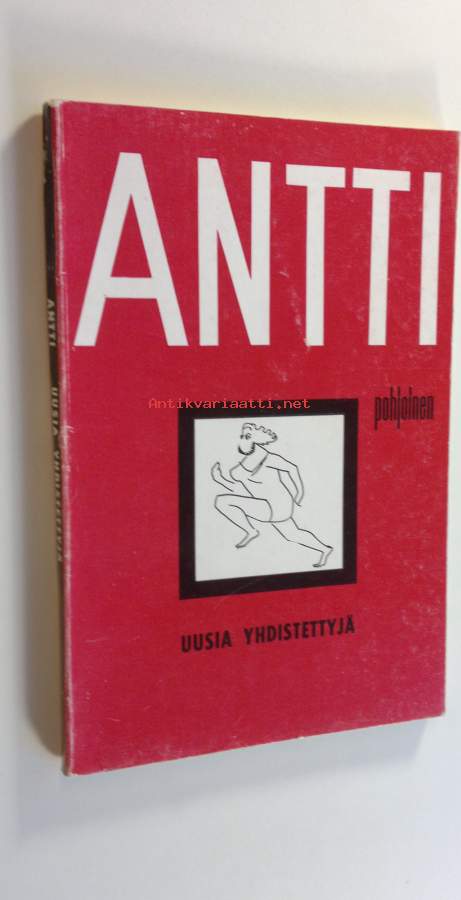 ANTTI
Antikvariaatti.net
pohjoinen
UUSIA YHDISTETTYJÄ
ANTTI UUSIA YHDISTETTYJÄ